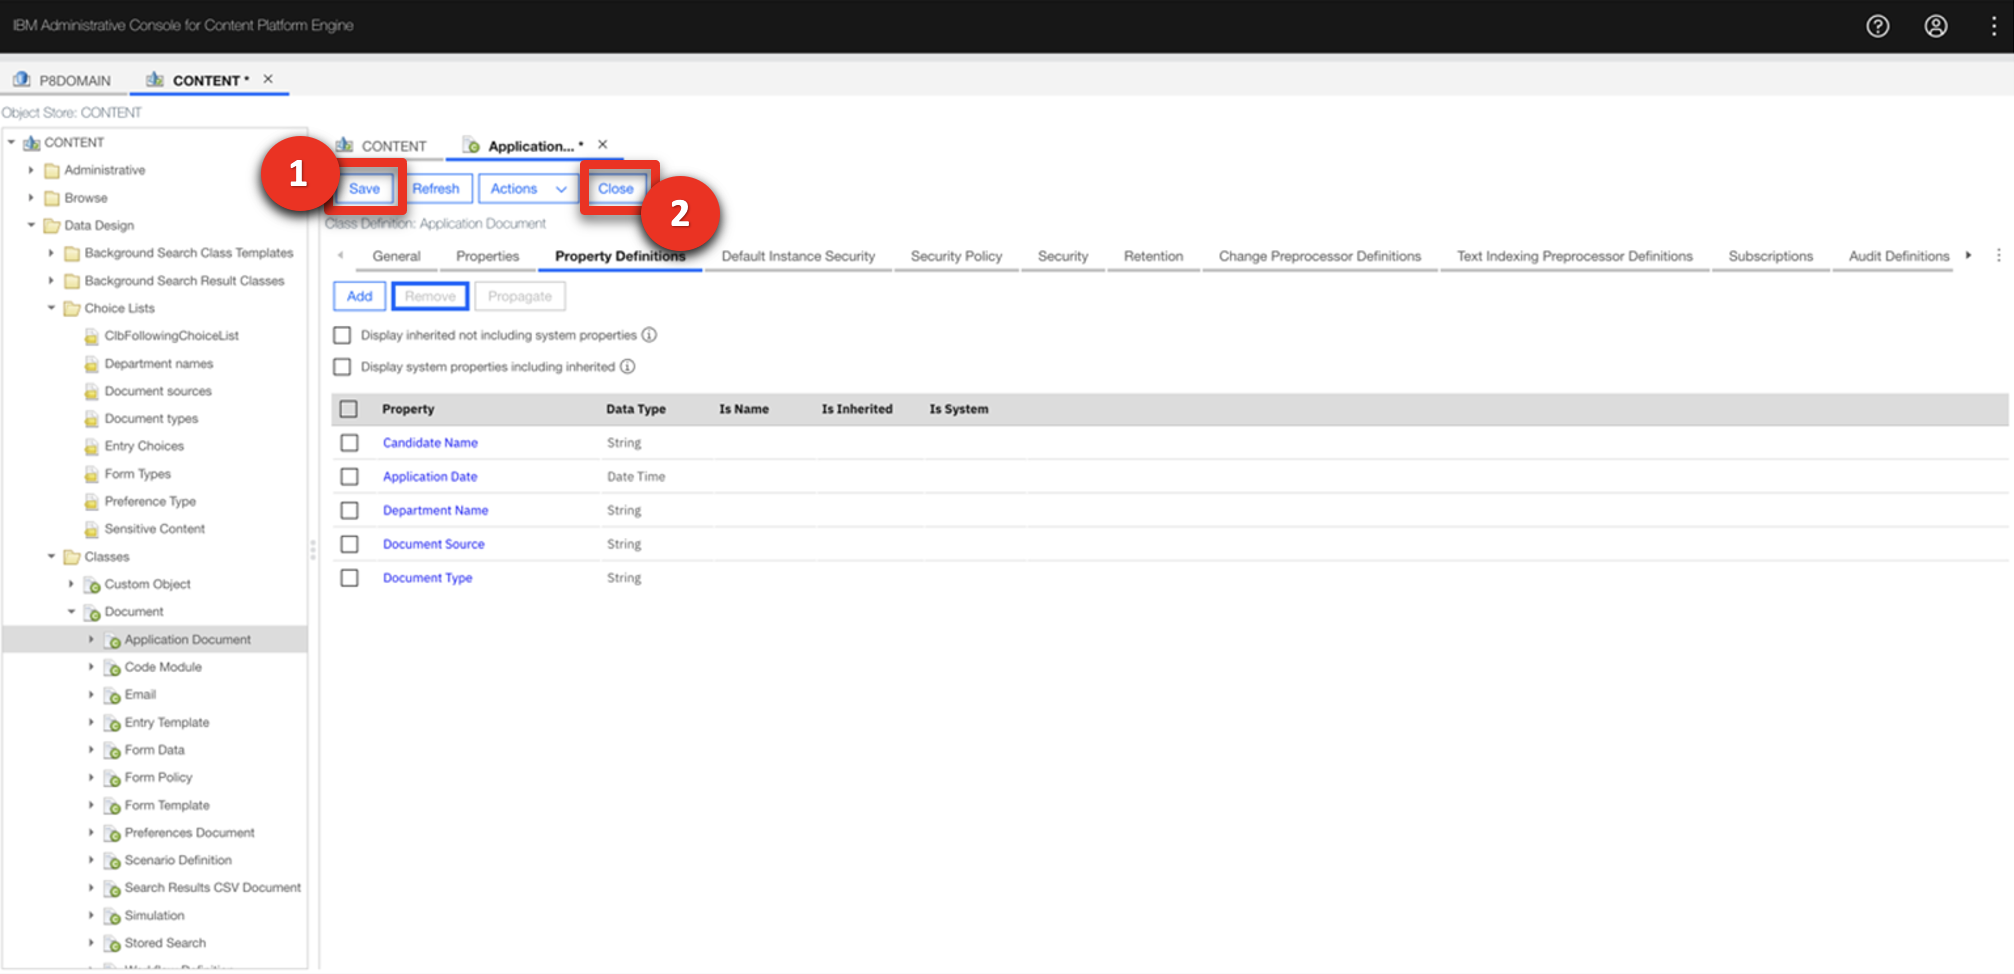 IBM Administrative Console for Content Platform Engine
P8DOMAIN
CONTENT *
Object Store: CONTENT
CONTENT
Administrative
Browse
Data Design
Background Search Class Templates
Background Search Result Classes
Choice Lists
ClbFollowingChoiceList
Department names
Document sources
Document types
Entry Choices
Form Types
Preference Type
Sensitive Content
Classes
Custom Object
Document
Application Document
Code Module
Email
Entry Template
Form Data
Form Policy
Form Template
Preferences Document
Scenario Definition
Search Results CSV Document
Simulation
Stored Search
Workflow Definition
CONTENT
Application... *
1
Save
Refresh
Actions
Close
2
Class Definition: Application Document
General
Properties
Property Definitions
Default Instance Security
Security Policy
Security
Retention
Change Preprocessor Definitions
Text Indexing Preprocessor Definitions
Subscriptions
Audit Definitions
Add
Remove
Propagate
Display inherited not including system properties
Display system properties including inherited
Property Data Type Is Name Is Inherited Is System
Candidate Name String
Application Date Date Time
Department Name String
Document Source String
Document Type String